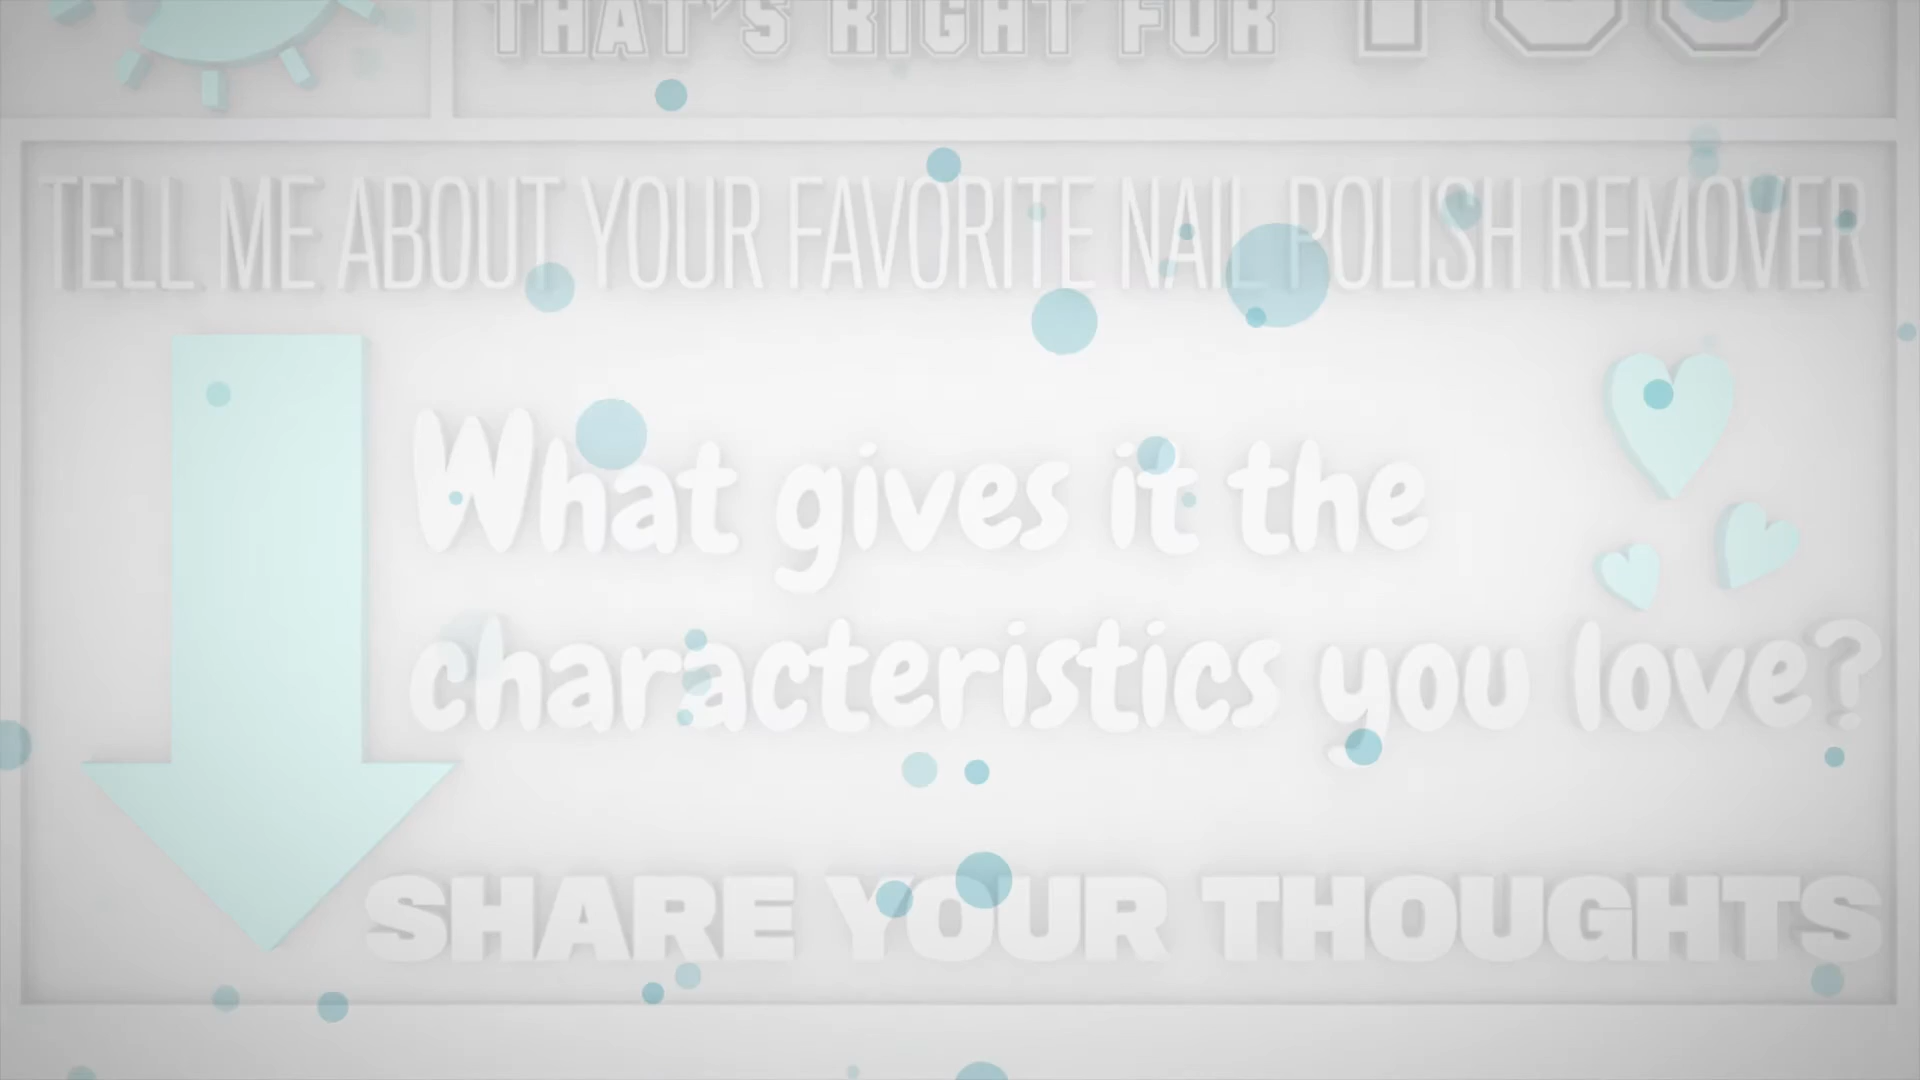 THAT'S RIGHT FOR YOU
TELL ME ABOUT YOUR FAVORITE NAIL POLISH REMOVER
What gives it the
characteristics you love?
SHARE YOUR THOUGHTS